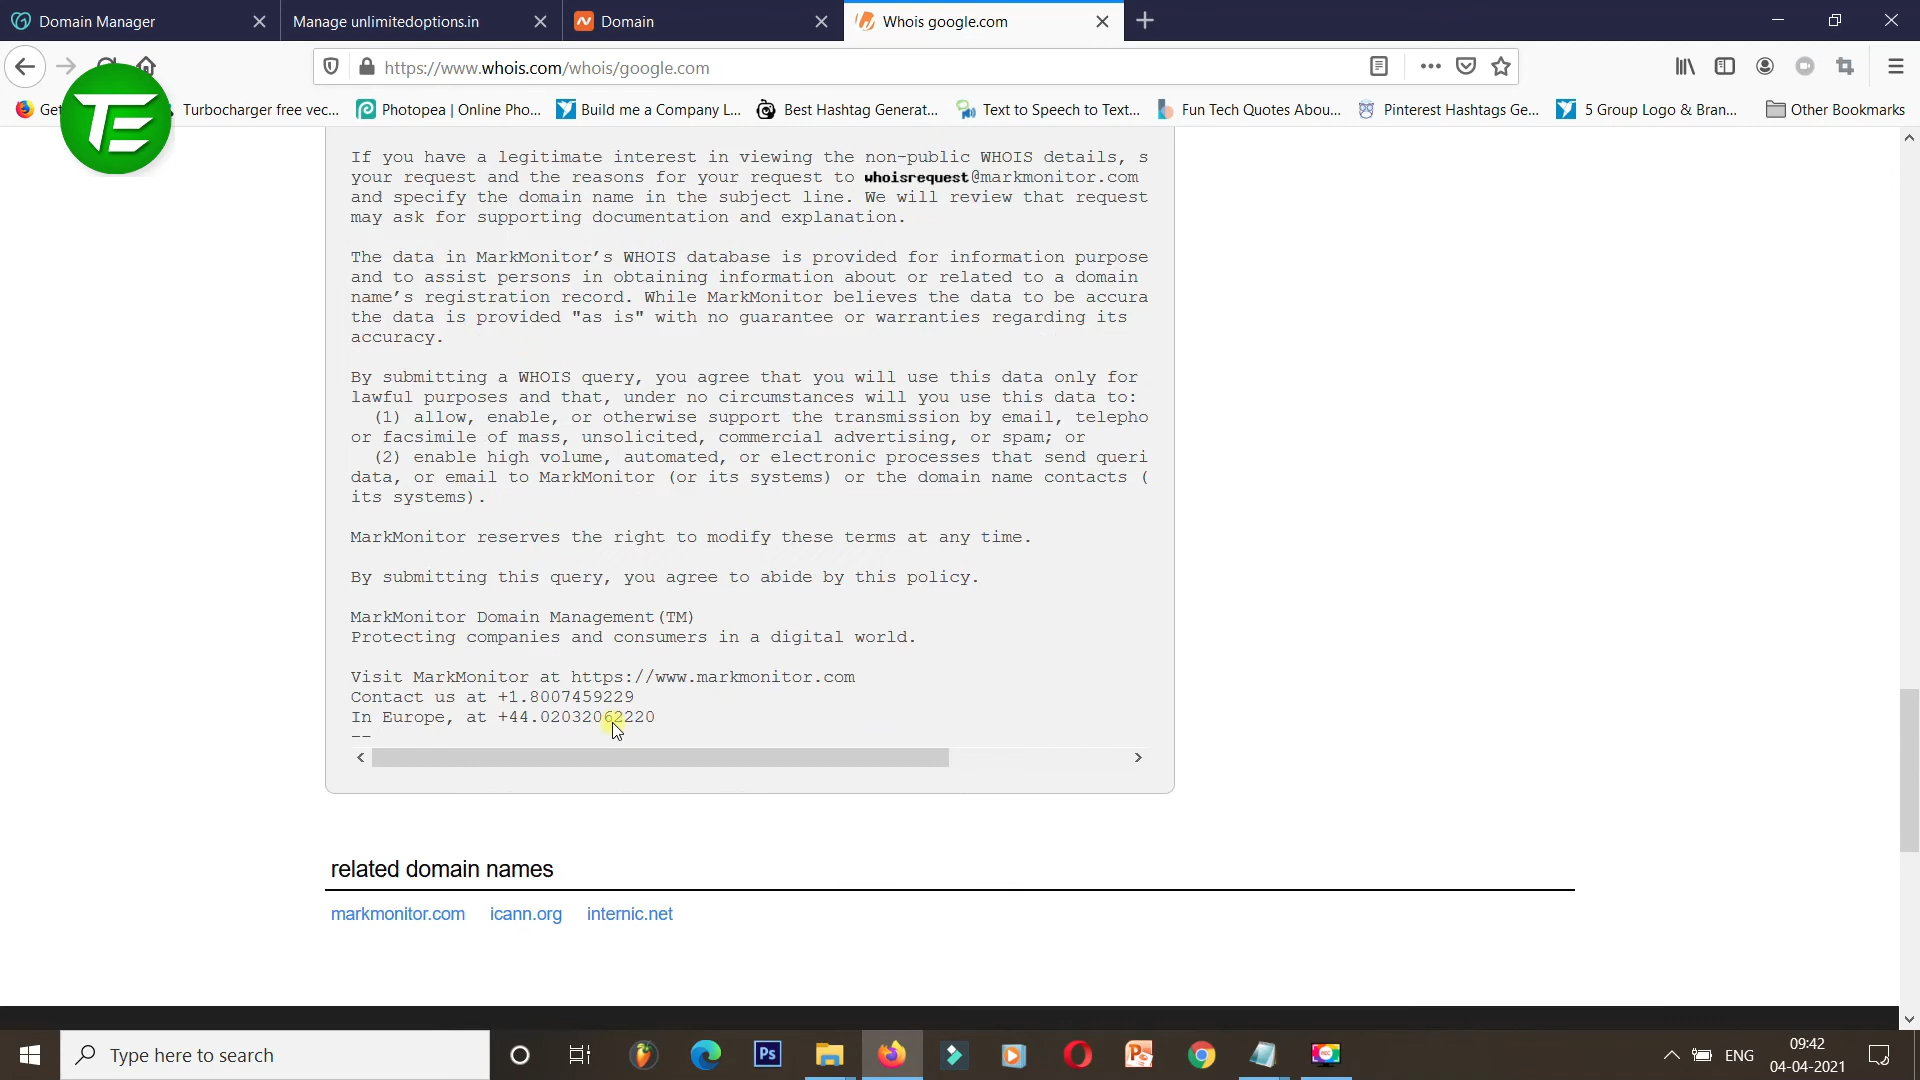 Domain Manager
Manage unlimitedoptions.in
Domain
Whois google.com
https://www.whois.com/whois/google.com
TE
Turbocharger free vec...
Photopea | Online Pho...
Build me a Company L...
Best Hashtag Generat...
Text to Speech to Text...
Fun Tech Quotes Abou...
Pinterest Hashtags Ge...
5 Group Logo & Bran...
Other Bookmarks
If you have a legitimate interest in viewing the non-public WHOIS details, s
your request and the reasons for your request to whoisrequest@markmonitor.com
and specify the domain name in the subject line. We will review that request
may ask for supporting documentation and explanation.
The data in MarkMonitor's WHOIS database is provided for information purpose
and to assist persons in obtaining information about or related to a domain
name's registration record. While MarkMonitor believes the data to be accura
the data is provided "as is" with no guarantee or warranties regarding its
accuracy.
By submitting a WHOIS query, you agree that you will use this data only for
lawful purposes and that, under no circumstances will you use this data to:
(1) allow, enable, or otherwise support the transmission by email, telepho
or facsimile of mass, unsolicited, commercial advertising, or spam; or
(2) enable high volume, automated, or electronic processes that send queri
data, or email to MarkMonitor (or its systems) or the domain name contacts (
its systems).
MarkMonitor reserves the right to modify these terms at any time.
By submitting this query, you agree to abide by this policy.
MarkMonitor Domain Management(TM)
Protecting companies and consumers in a digital world.
Visit MarkMonitor at https://www.markmonitor.com
Contact us at +1.8007459229
In Europe, at +44.02032062220
--
related domain names
markmonitor.com icann.org internic.net
Type here to search
Ps
ENG
09:42
04-04-2021